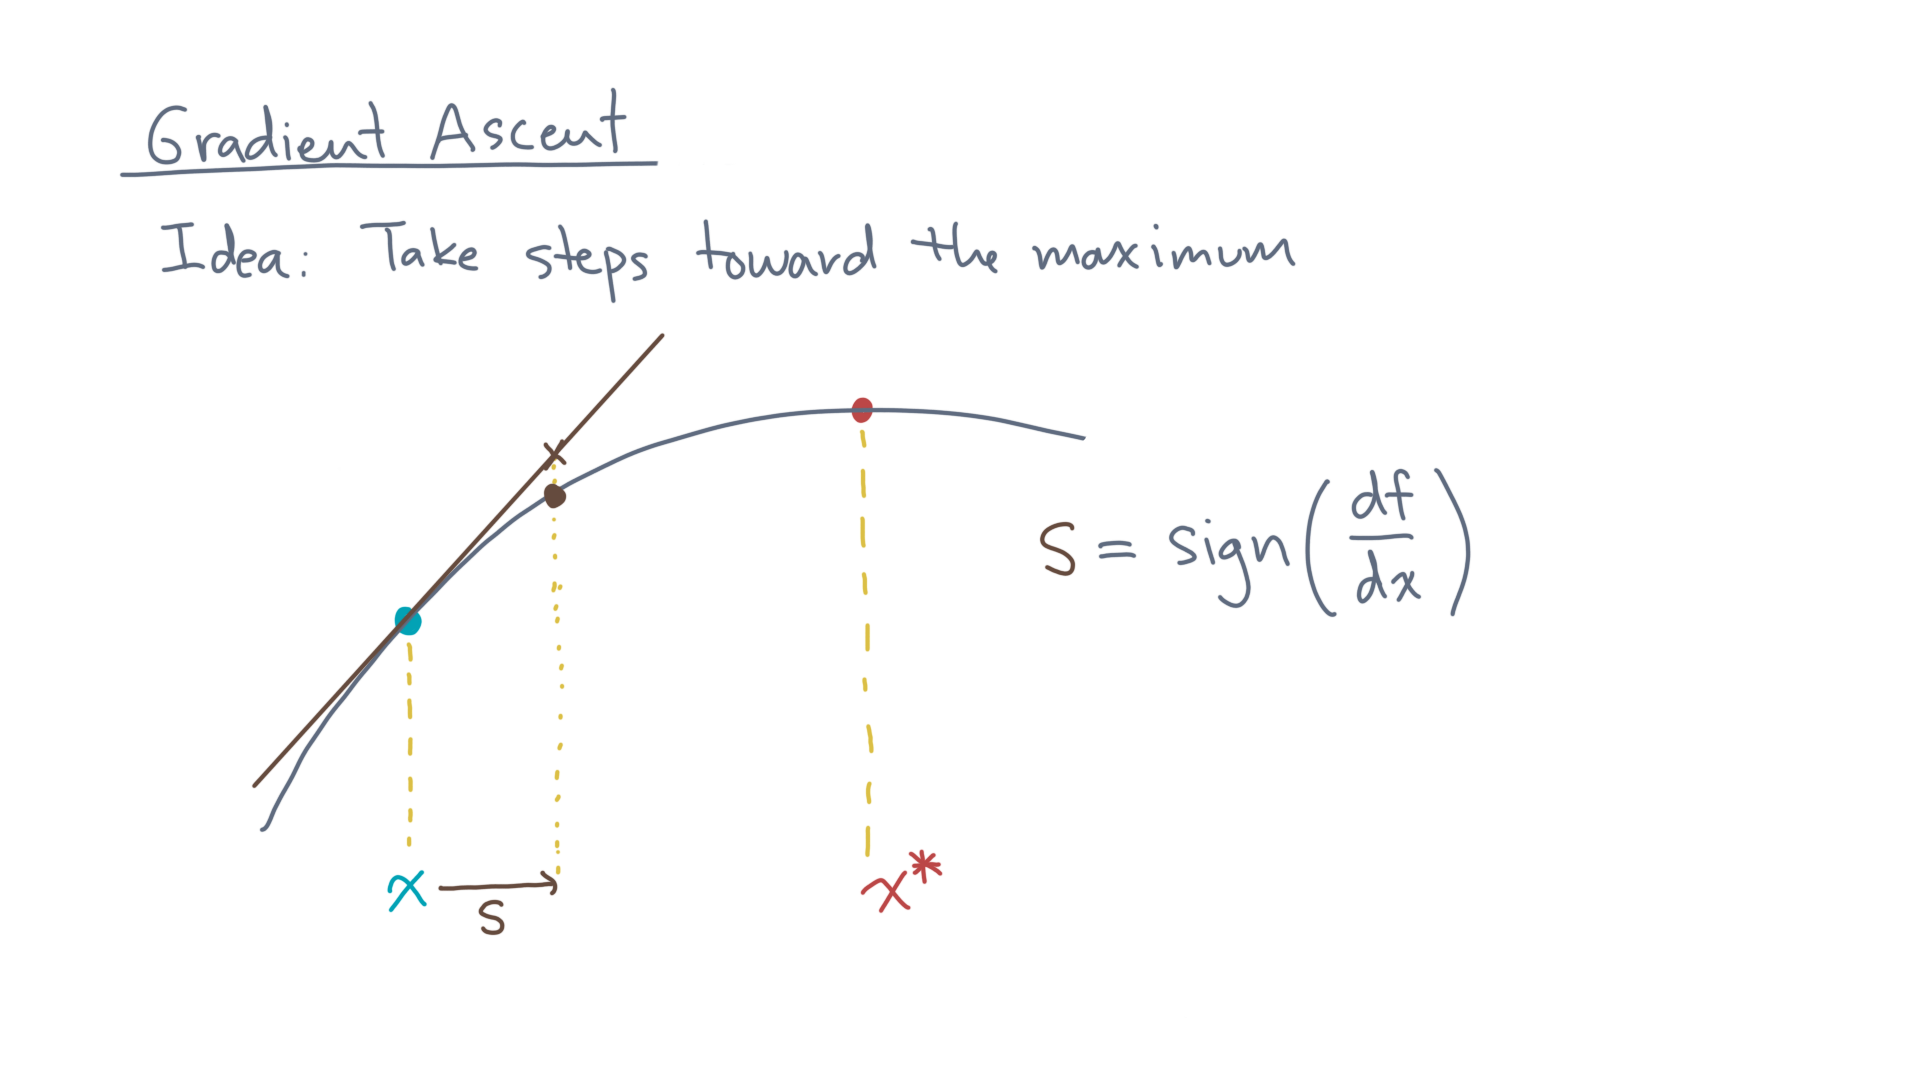 Gradient Ascent
Idea: Take steps toward the maximum
S = sign(df/dx)
x
s
x*